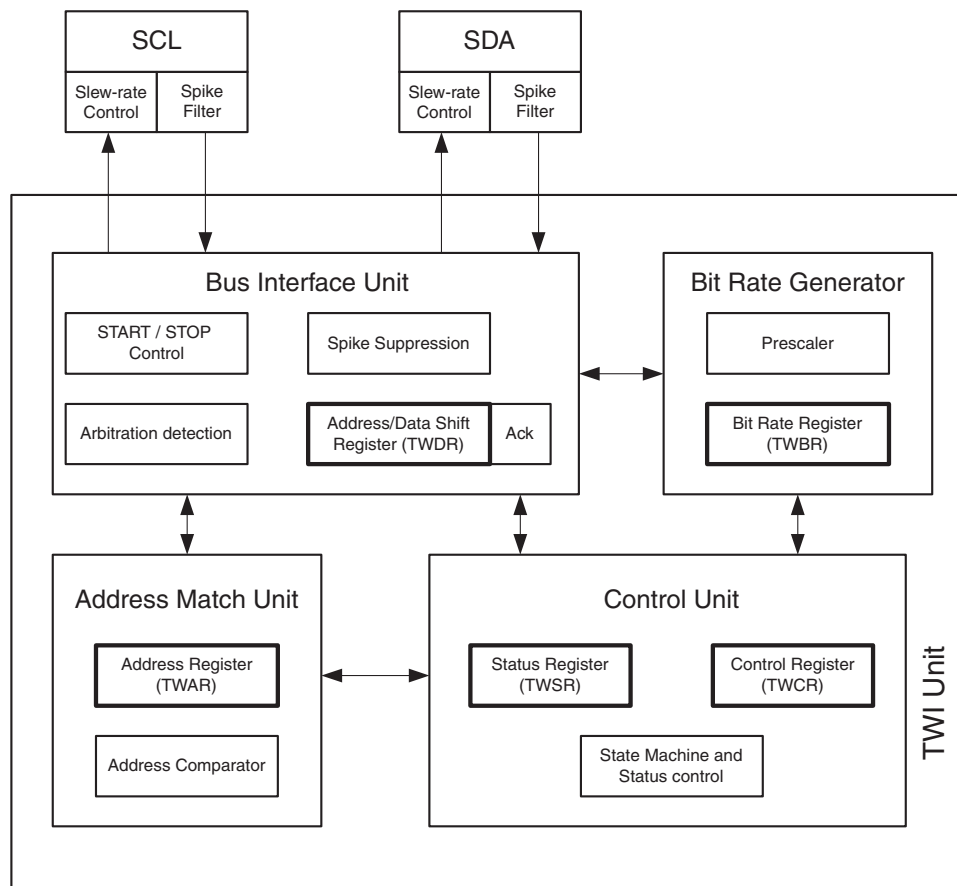 SCL
Slew-rate
Control
Spike
Filter
SDA
Slew-rate
Control
Spike
Filter
Bus Interface Unit
START / STOP
Control
Spike Suppression
Arbitration detection
Address/Data Shift
Register (TWDR)
Ack
Bit Rate Generator
Prescaler
Bit Rate Register
(TWBR)
Address Match Unit
Address Register
(TWAR)
Address Comparator
Control Unit
Status Register
(TWSR)
Control Register
(TWCR)
State Machine and
Status control
TWI Unit